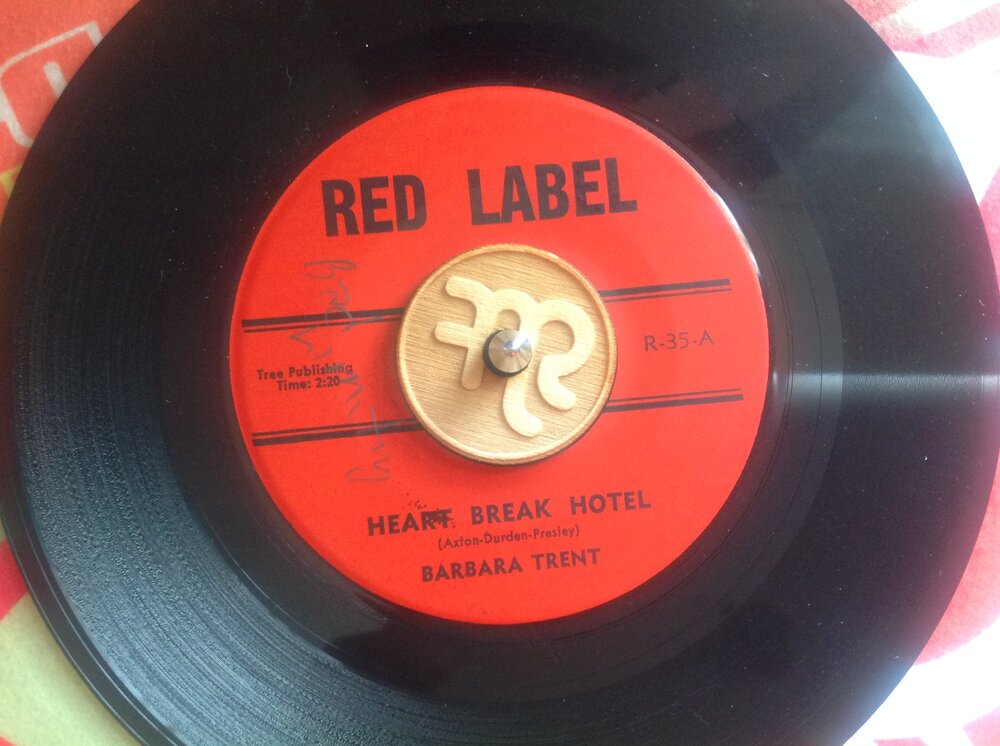 RED LABEL
R-35-A
Tree Publishing
Time: 2:20
HEART BREAK HOTEL
(Axton-Durden-Presley)
BARBARA TRENT